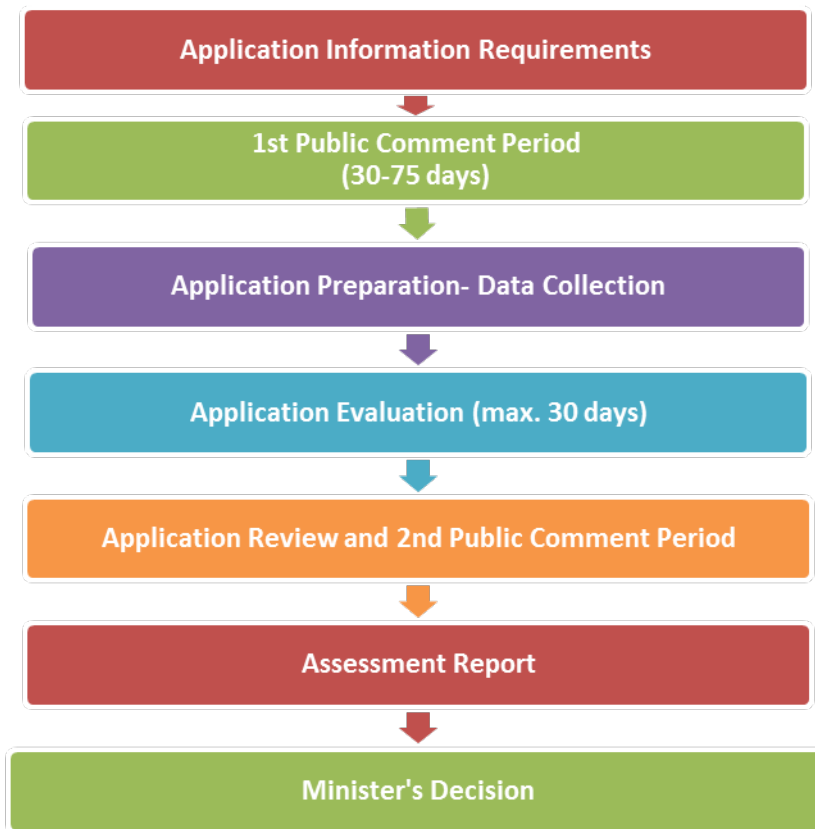 Application Information Requirements
1st Public Comment Period
(30-75 days)
Application Preparation- Data Collection
Application Evaluation (max. 30 days)
Application Review and 2nd Public Comment Period
Assessment Report
Minister's Decision